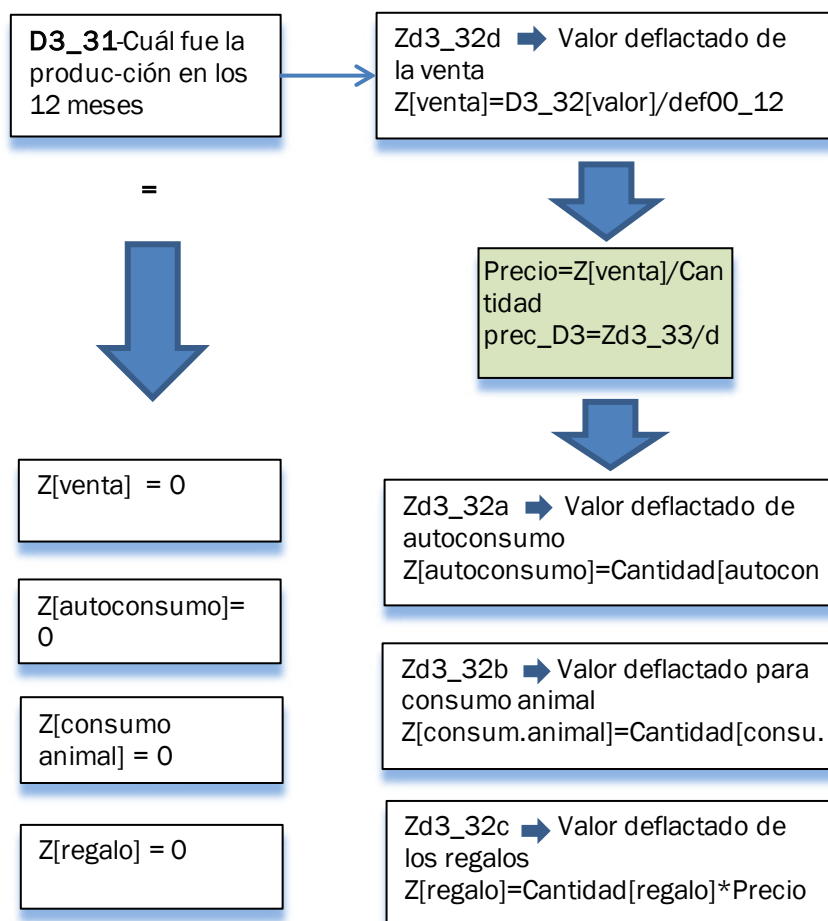 D3_31-Cuál fue la
produc-ción en los
12 meses
Zd3_32d Valor deflactado de
la venta
Z[venta]=D3_32[valor]/def00_12
=
Precio=Z[venta]/Can
tidad
prec_D3=Zd3_33/d
Z[venta] = 0
Z[autoconsumo]=
0
Z[consumo
animal] = 0
Z[regalo] = 0
Zd3_32a Valor deflactado de
autoconsumo
Z[autoconsumo]=Cantidad[autocon
Zd3_32b Valor deflactado para
consumo animal
Z[consum.animal]=Cantidad[consu.
Zd3_32c Valor deflactado de
los regalos
Z[regalo]=Cantidad[regalo]*Precio